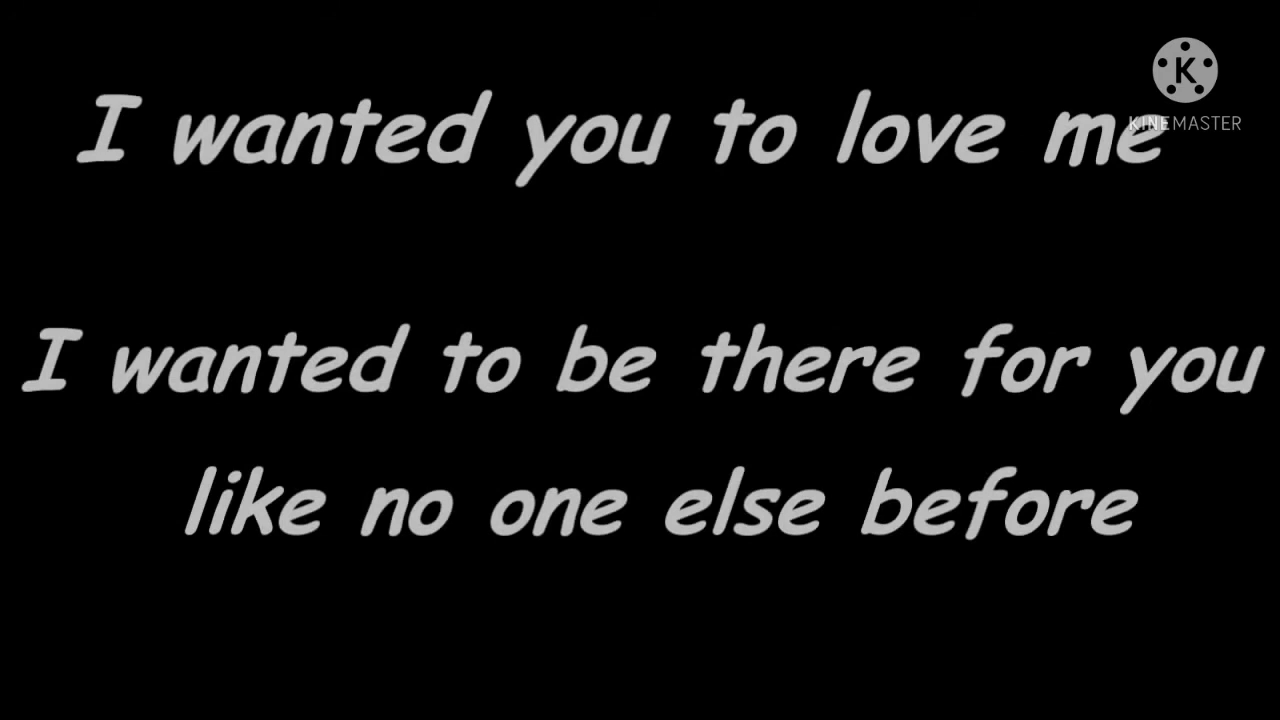 I wanted you to love me
K
KINEMASTER
I wanted to be there for you
like no one else before